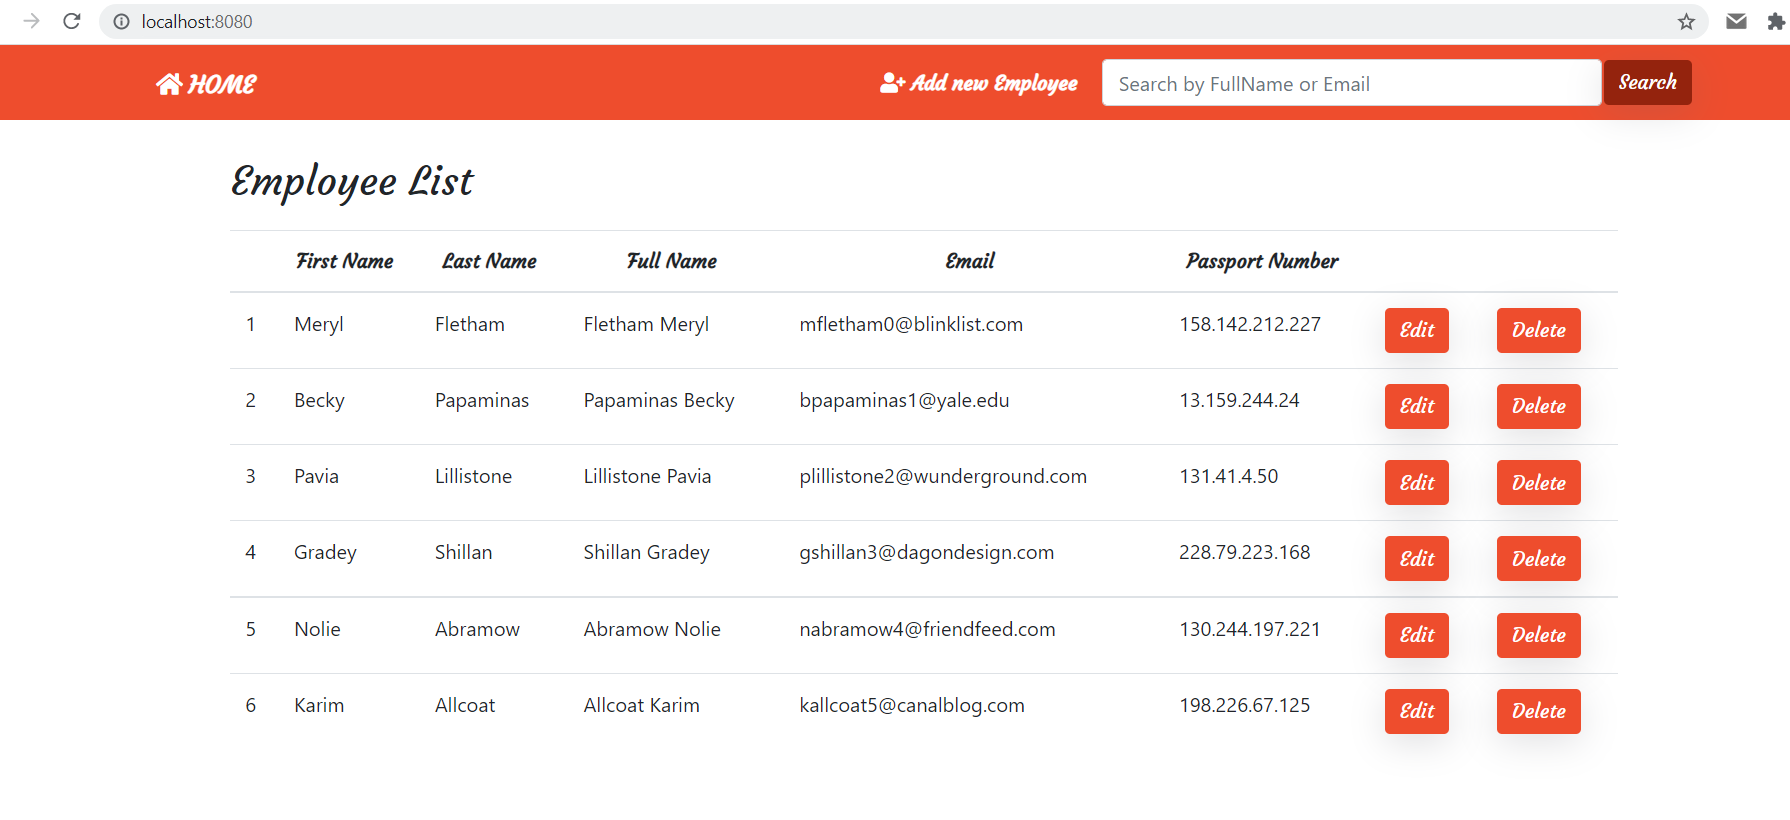 localhost:8080
HOME Add new Employee Search by FullName or Email Search
Employee List
First Name Last Name Full Name Email Passport Number
1 Meryl Fletham Fletham Meryl mfletham0@blinklist.com 158.142.212.227 Edit Delete
2 Becky Papaminas Papaminas Becky bpapaminas1@yale.edu 13.159.244.24 Edit Delete
3 Pavia Lillistone Lillistone Pavia plillistone2@wunderground.com 131.41.4.50 Edit Delete
4 Gradey Shillan Shillan Gradey gshillan3@dagondesign.com 228.79.223.168 Edit Delete
5 Nolie Abramow Abramow Nolie nabramow4@friendfeed.com 130.244.197.221 Edit Delete
6 Karim Allcoat Allcoat Karim kallcoat5@canalblog.com 198.226.67.125 Edit Delete